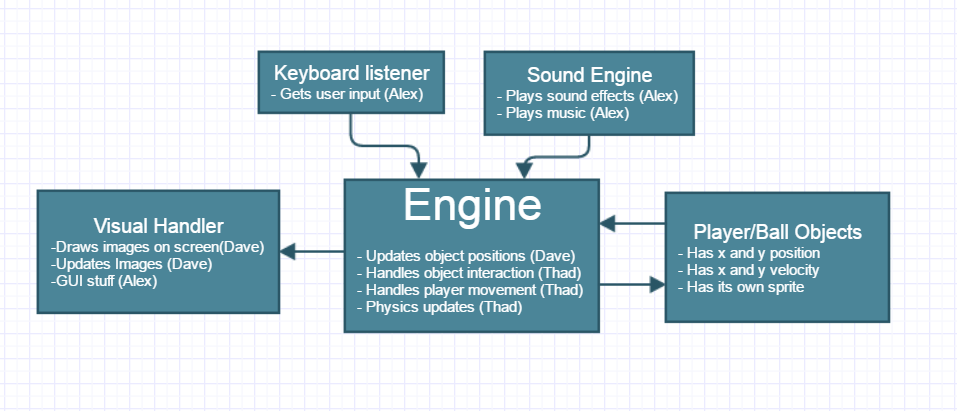 Keyboard listener
- Gets user input (Alex)
Sound Engine
- Plays sound effects (Alex)
- Plays music (Alex)
Visual Handler
-Draws images on screen(Dave)
-Updates Images (Dave)
-GUI stuff (Alex)
Engine
- Updates object positions (Dave)
- Handles object interaction (Thad)
- Handles player movement (Thad)
- Physics updates (Thad)
Player/Ball Objects
- Has x and y position
- Has x and y velocity
- Has its own sprite